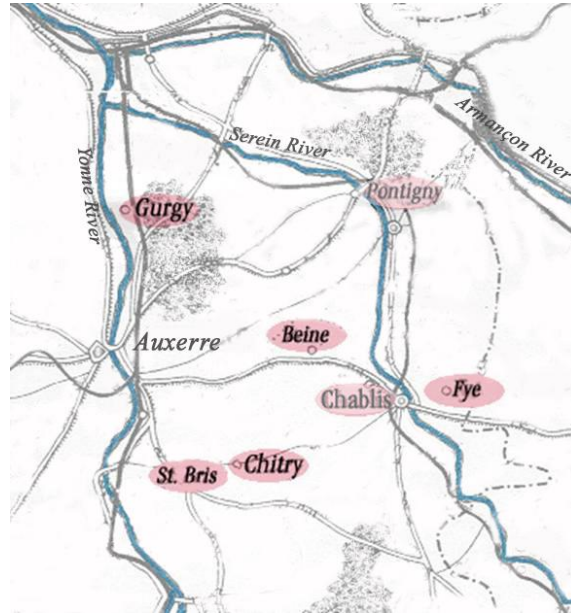 Armançon River
Serein River
Yonne River
Pontigny
Gurgy
Auxerre
Beine
Chablis
Fye
St. Bris
Chitry